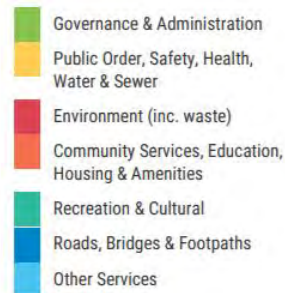 Governance & Administration
Public Order, Safety, Health,
Water & Sewer
Environment (inc. waste)
Community Services, Education,
Housing & Amenities
Recreation & Cultural
Roads, Bridges & Footpaths
Other Services